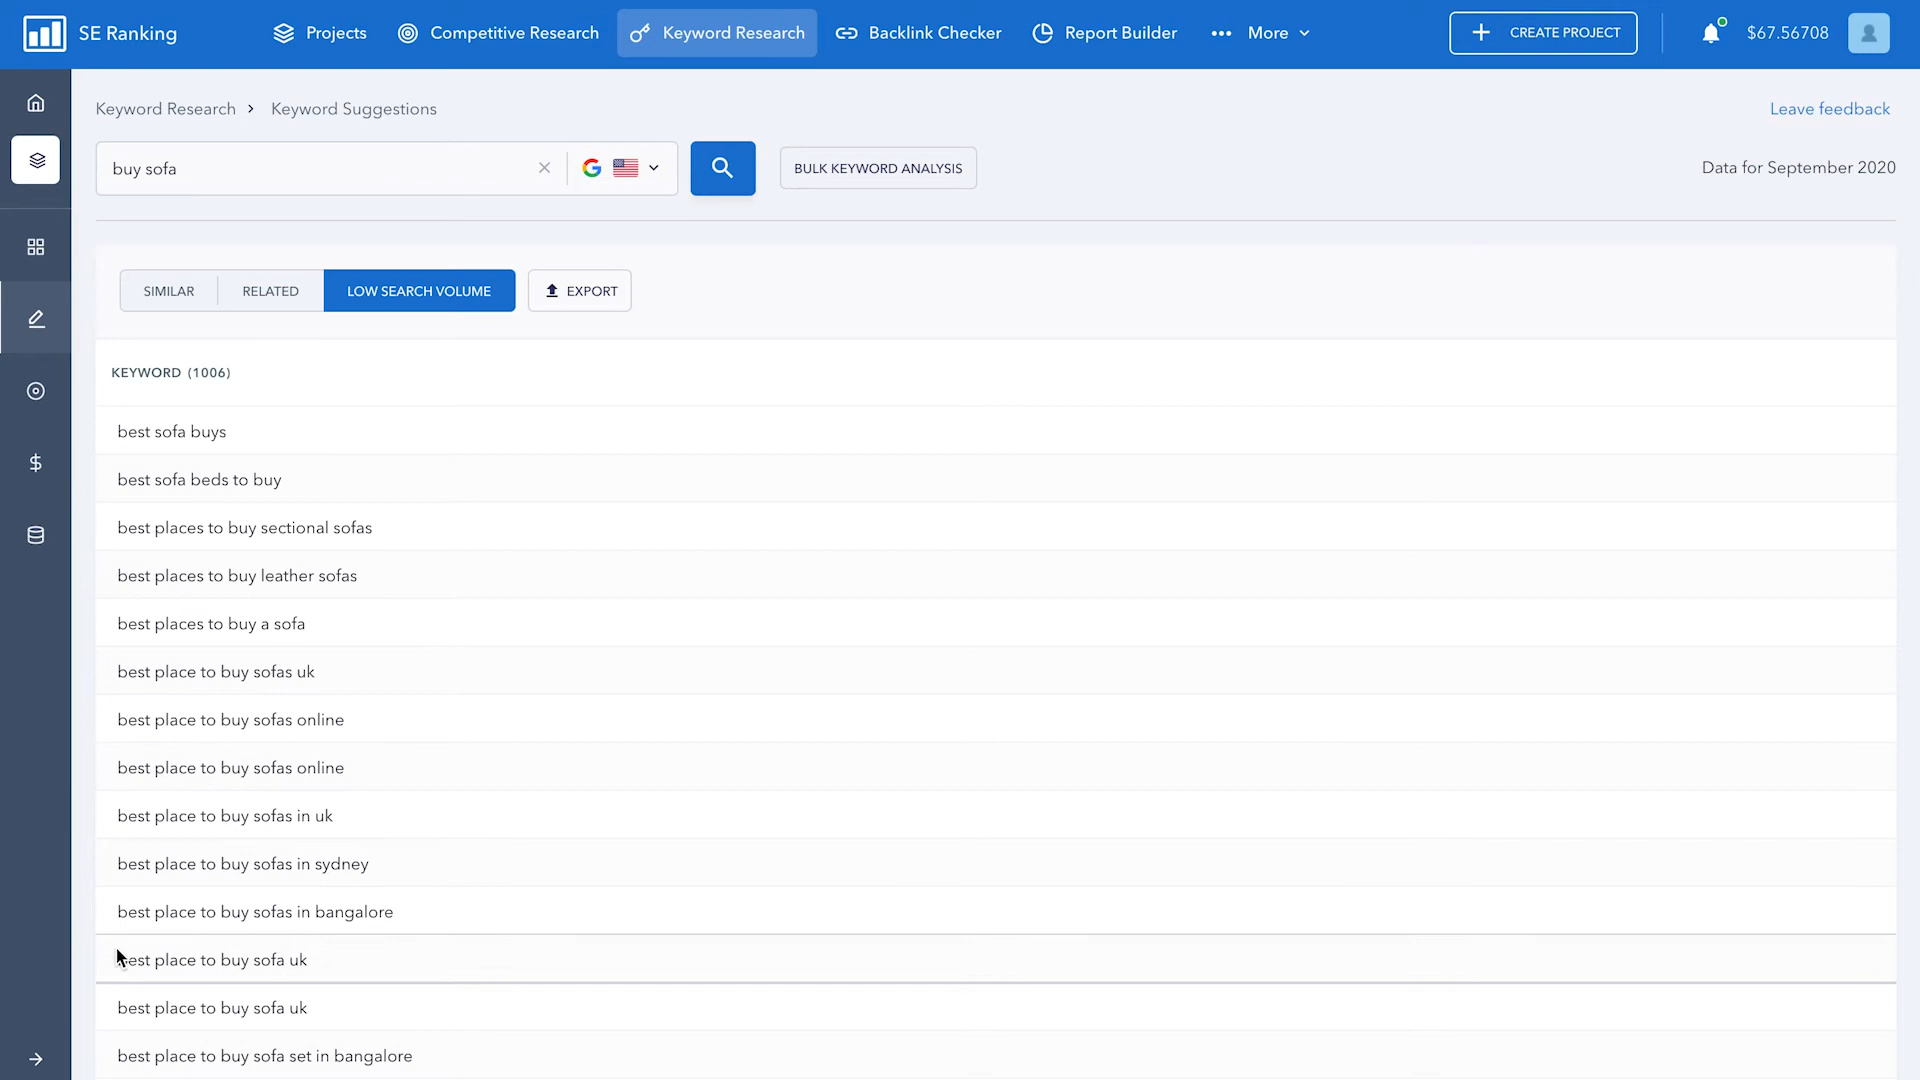 SE Ranking
Projects
Competitive Research
Keyword Research
Backlink Checker
Report Builder
More
CREATE PROJECT
$67.56708
Keyword Research
Keyword Suggestions
Leave feedback
buy sofa
BULK KEYWORD ANALYSIS
Data for September 2020
SIMILAR
RELATED
LOW SEARCH VOLUME
EXPORT
KEYWORD (1006)
best sofa buys
best sofa beds to buy
best places to buy sectional sofas
best places to buy leather sofas
best places to buy a sofa
best place to buy sofas uk
best place to buy sofas online
best place to buy sofas online
best place to buy sofas in uk
best place to buy sofas in sydney
best place to buy sofas in bangalore
best place to buy sofa uk
best place to buy sofa uk
best place to buy sofa set in bangalore